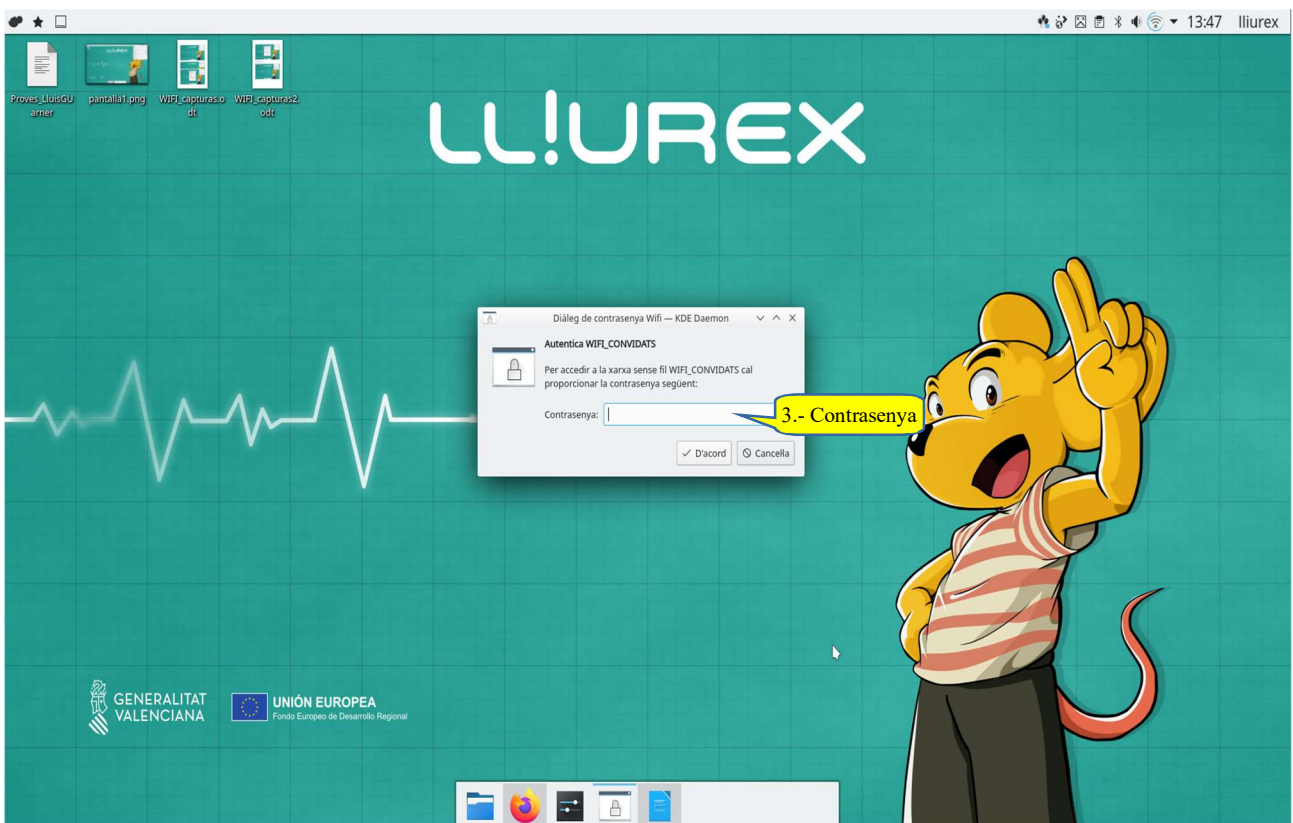 13:47 lliurex
Proves_LluisGU
arner
pantalla1.png
WIFI_capturas.o
dt
WIFI_capturas2.
odt
LL!UREX
Diàleg de contrasenya Wifi — KDE Daemon
Autentica WIFI_CONVIDATS
Per accedir a la xarxa sense fil WIFI_CONVIDATS cal
proporcionar la contrasenya següent:
Contrasenya:
3.- Contrasenya
D'acord
Cancel·la
GENERALITAT
VALENCIANA
UNIÓN EUROPEA
Fondo Europeo de Desarrollo Regional